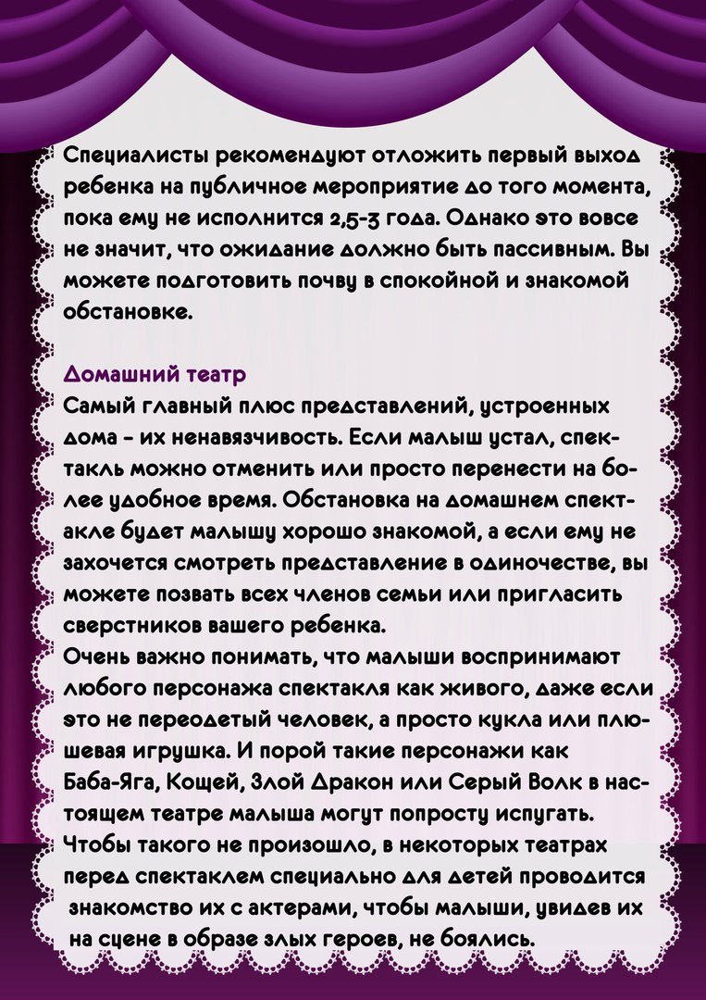 Специалисты рекомендуют отложить первый выход
ребенка на публичное мероприятие до того момента,
пока ему не исполнится 2,5-3 года. Однако это вовсе
не значит, что ожидание должно быть пассивным. Вы
можете подготовить почву в спокойной и знакомой
обстановке.
Домашний театр
Самый главный плюс представлений, устроенных
дома – их ненавязчивость. Если малыш устал, спек-
такль можно отменить или просто перенести на бо-
лее удобное время. Обстановка на домашнем спект-
акле будет малышу хорошо знакомой, а если ему не
захочется смотреть представление в одиночестве, вы
можете позвать всех членов семьи или пригласить
сверстников вашего ребенка.
Очень важно понимать, что малыши воспринимают
любого персонажа спектакля как живого, даже если
это не переодетый человек, а просто кукла или плю-
шевая игрушка. И порой такие персонажи как
Баба-Яга, Кощей, Злой Дракон или Серый Волк в нас-
тоящем театре малыша могут попросту испугать.
Чтобы такого не произошло, в некоторых театрах
перед спектаклем специально для детей проводится
знакомство их с актерами, чтобы малыши, увидев их
на сцене в образе злых героев, не боялись.